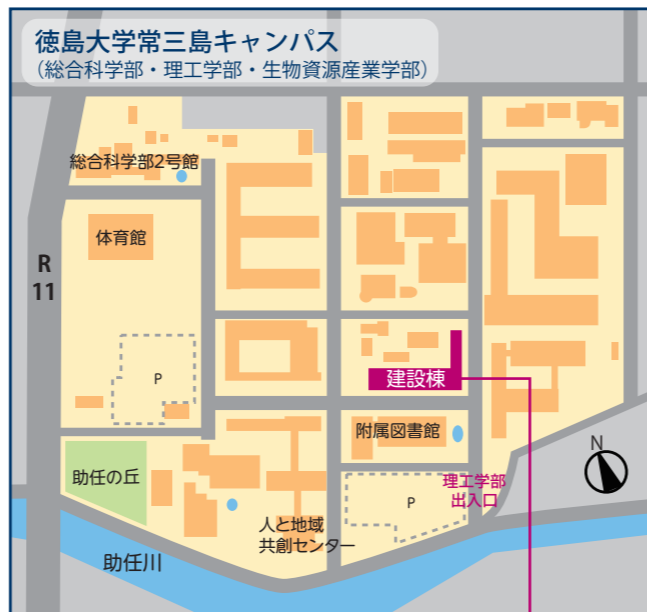 徳島大学常三島キャンパス
（総合科学部・理工学部・生物資源産業学部）
総合科学部2号館
体育館
R
11
P
建設棟
附属図書館
助任の丘
理工学部
出入口
N
P
人と地域
共創センター
助任川